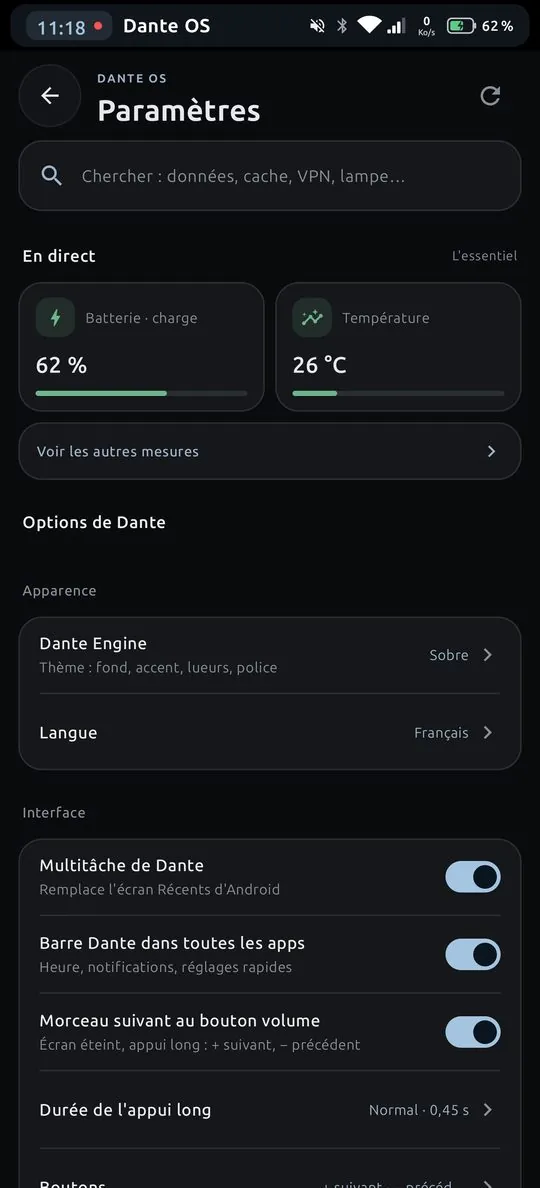 11:18
Dante OS
0
Ko/s
62 %
DANTE OS
Paramètres
Chercher : données, cache, VPN, lampe…
En direct
L'essentiel
Batterie · charge
62 %
Température
26 °C
Voir les autres mesures
Options de Dante
Apparence
Dante Engine
Thème : fond, accent, lueurs, police
Sobre
Langue
Français
Interface
Multitâche de Dante
Remplace l'écran Récents d'Android
Barre Dante dans toutes les apps
Heure, notifications, réglages rapides
Morceau suivant au bouton volume
Écran éteint, appui long : + suivant, – précédent
Durée de l'appui long
Normal · 0,45 s
Boutons
+ suivant
précéd